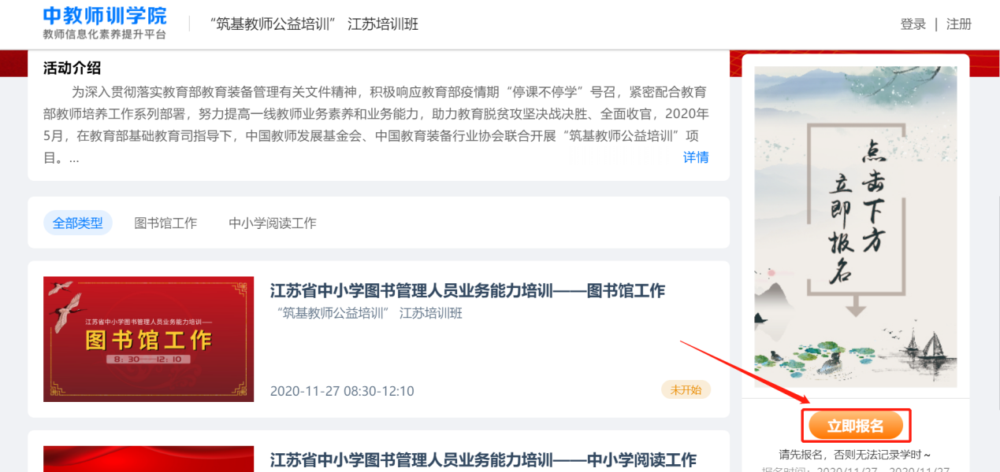 中教师训学院
教师信息化素养提升平台
“筑基教师公益培训” 江苏培训班
登录 | 注册
活动介绍
为深入贯彻落实教育部教育装备管理有关文件精神，积极响应教育部疫情期“停课不停学”号召，紧密配合教育
部教师培养工作系列部署，努力提高一线教师业务素养和业务能力，助力教育脱贫攻坚决战决胜、全面收官，2020年
5月，在教育部基础教育司指导下，中国教师发展基金会、中国教育装备行业协会联合开展“筑基教师公益培训”项
目。...
详情
全部类型 图书馆工作 中小学阅读工作
江苏省中小学图书管理人员业务能力培训——
图书馆工作
8：30——12：10
江苏省中小学图书管理人员业务能力培训——图书馆工作
“筑基教师公益培训” 江苏培训班
2020-11-27 08:30-12:10
未开始
江苏省中小学图书管理人员业务能力培训——中小学阅读工作
点击下方
立即报名
立即报名
请先报名，否则无法记录学时~
报名时间：2020/11/27 - 2020/11/27